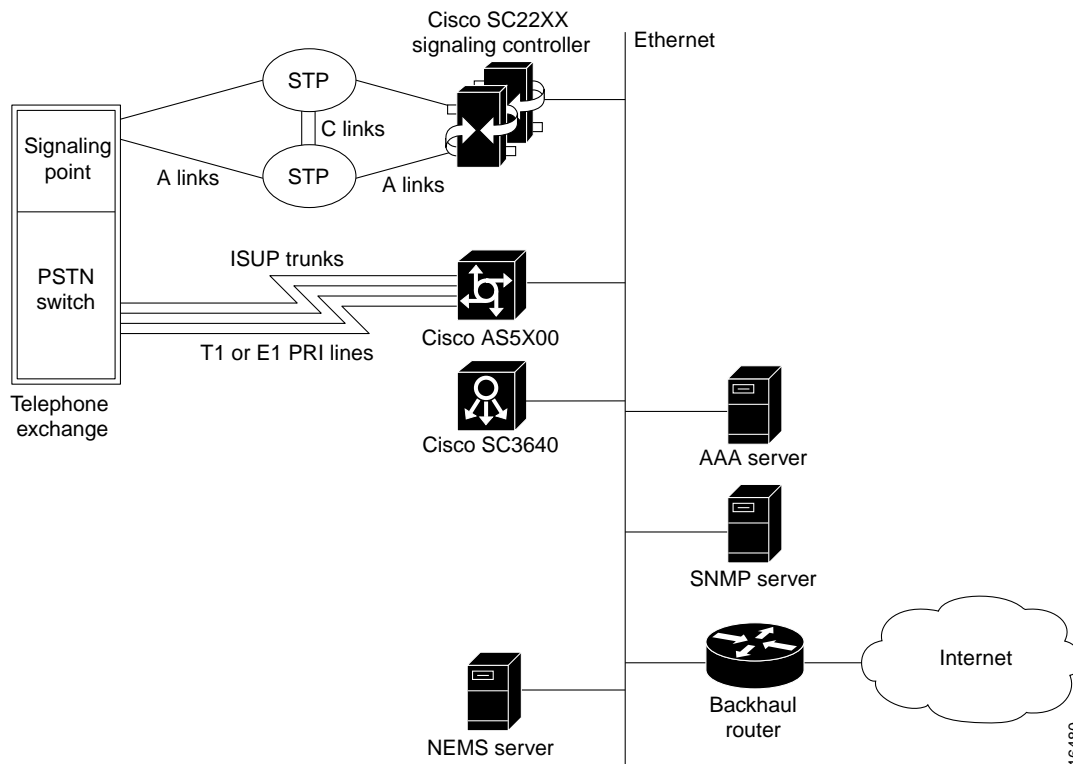 Cisco SC22XX
signaling controller
Ethernet
STP
C links
STP
Signaling
point
A links
A links
ISUP trunks
PSTN
switch
Cisco AS5X00
T1 or E1 PRI lines
Telephone
exchange
Cisco SC3640
AAA server
SNMP server
Internet
Backhaul
router
NEMS server